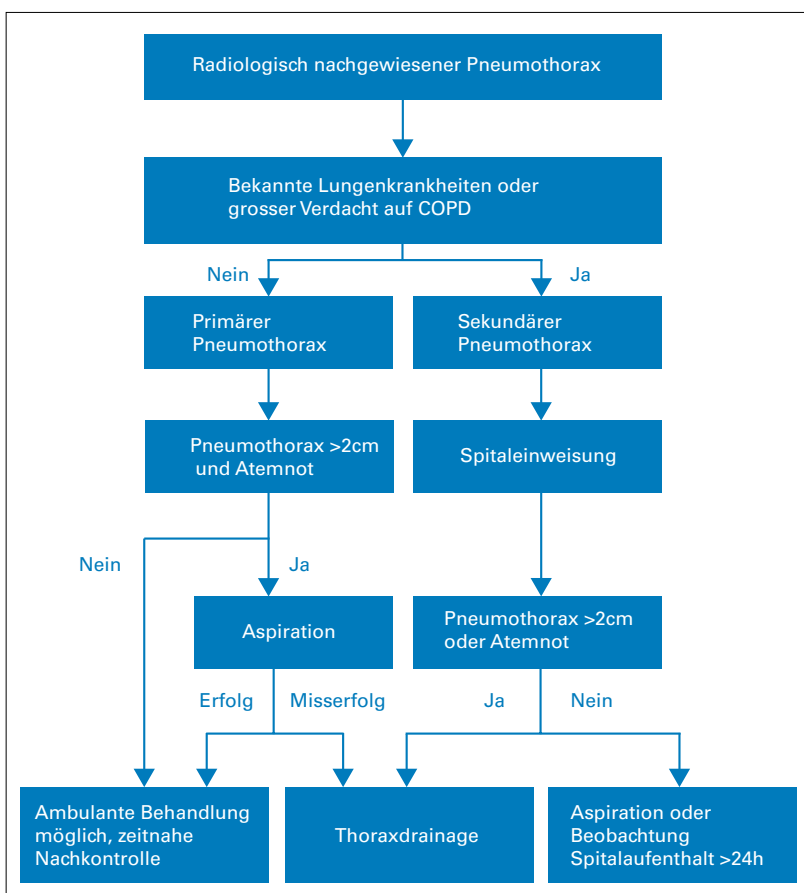 Radiologisch nachgewiesener Pneumothorax
Bekannte Lungenkrankheiten oder
grosser Verdacht auf COPD
Nein
Ja
Primärer
Pneumothorax
Sekundärer
Pneumothorax
Pneumothorax >2cm
und Atemnot
Spitaleinweisung
Nein
Ja
Aspiration
Pneumothorax >2cm
oder Atemnot
Erfolg
Misserfolg
Ja
Nein
Ambulante Behandlung
möglich, zeitnahe
Nachkontrolle
Thoraxdrainage
Aspiration oder
Beobachtung
Spitalaufenthalt >24h